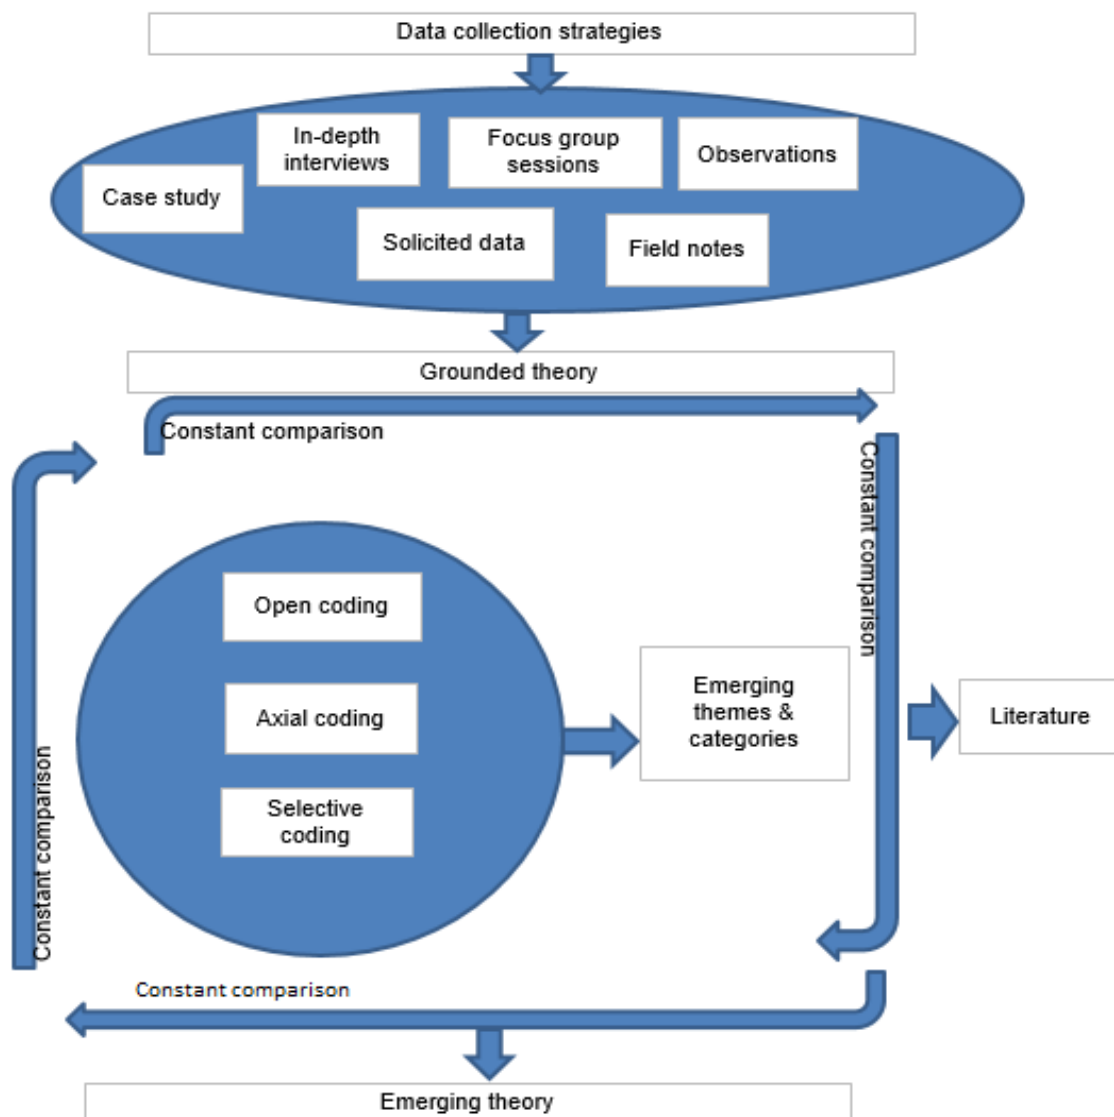 Data collection strategies
In-depth
interviews
Focus group
sessions
Observations
Case study
Solicited data
Field notes
Grounded theory
Constant comparison
Constant comparison
Open coding
Axial coding
Selective
coding
Emerging
themes &
categories
Literature
Constant comparison
Constant comparison
Emerging theory